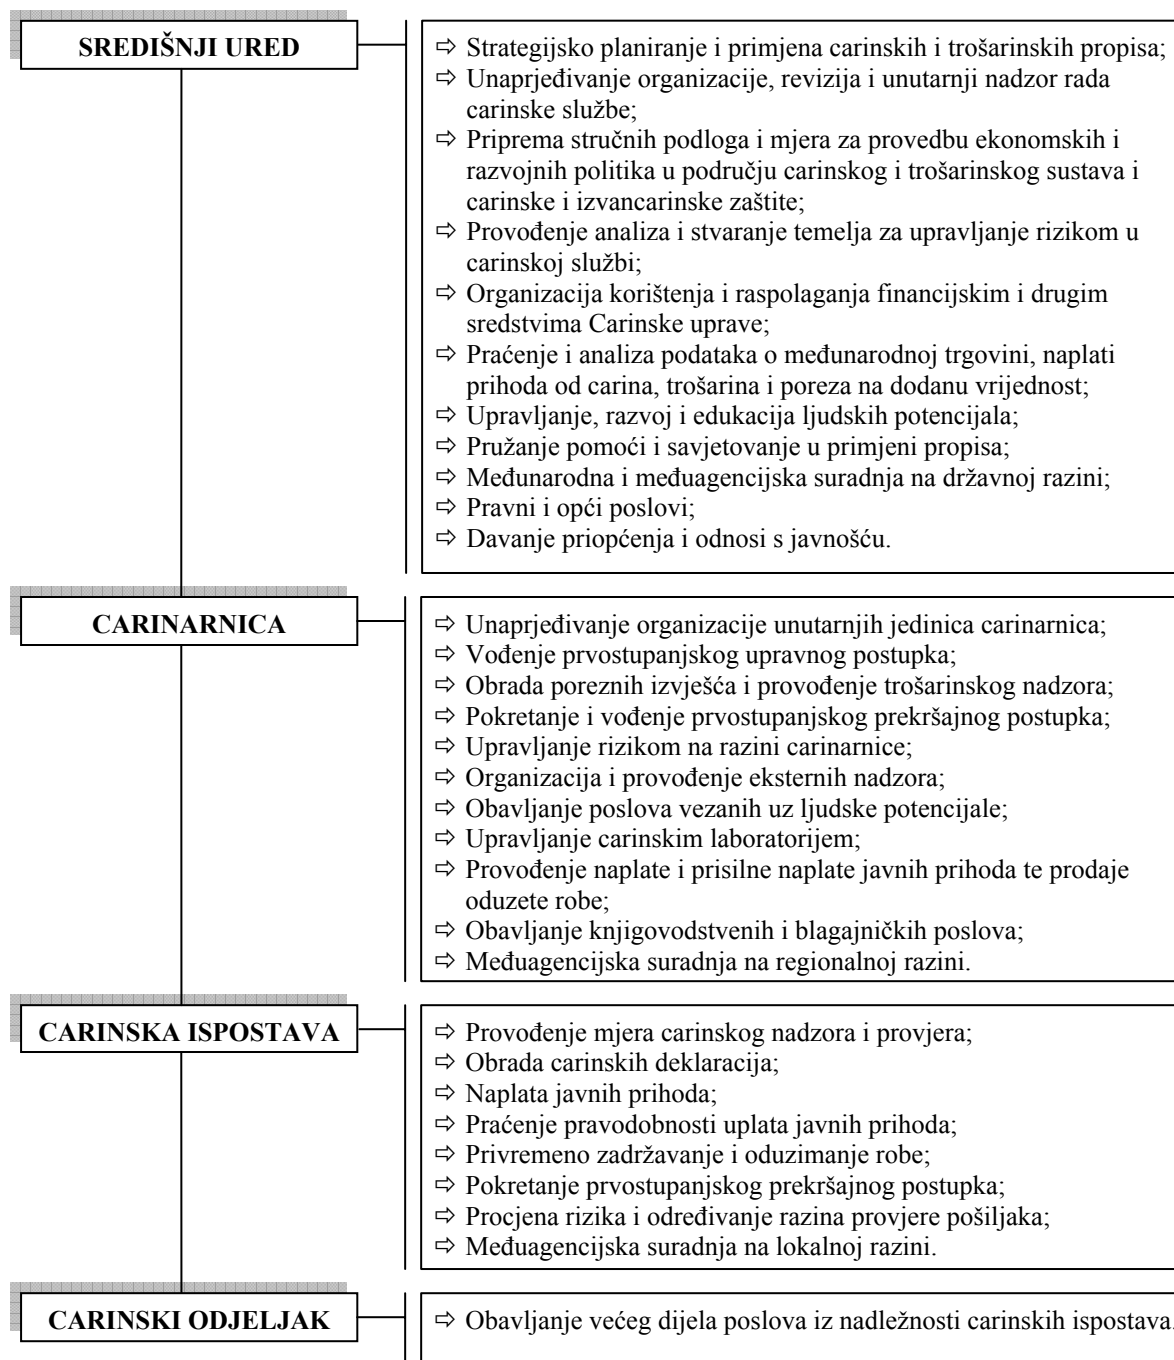 SREDIŠNJI URED
⇨ Strategijsko planiranje i primjena carinskih i trošarinskih propisa;
⇨ Unaprjeđivanje organizacije, revizija i unutarnji nadzor rada
carinske službe;
⇨ Priprema stručnih podloga i mjera za provedbu ekonomskih i
razvojnih politika u području carinskog i trošarinskog sustava i
carinske i izvancarinske zaštite;
⇨ Provođenje analiza i stvaranje temelja za upravljanje rizikom u
carinskoj službi;
⇨ Organizacija korištenja i raspolaganja financijskim i drugim
sredstvima Carinske uprave;
⇨ Praćenje i analiza podataka o međunarodnoj trgovini, naplati
prihoda od carina, trošarina i poreza na dodanu vrijednost;
⇨ Upravljanje, razvoj i edukacija ljudskih potencijala;
⇨ Pružanje pomoći i savjetovanje u primjeni propisa;
⇨ Međunarodna i međuagencijska suradnja na državnoj razini;
⇨ Pravni i opći poslovi;
⇨ Davanje priopćenja i odnosi s javnošću.
CARINARNICA
⇨ Unaprjeđivanje organizacije unutarnjih jedinica carinarnica;
⇨ Vođenje prvostupanjskog upravnog postupka;
⇨ Obrada poreznih izvješća i provođenje trošarinskog nadzora;
⇨ Pokretanje i vođenje prvostupanjskog prekršajnog postupka;
⇨ Upravljanje rizikom na razini carinarnice;
⇨ Organizacija i provođenje eksternih nadzora;
⇨ Obavljanje poslova vezanih uz ljudske potencijale;
⇨ Upravljanje carinskim laboratorijem;
⇨ Provođenje naplate i prisilne naplate javnih prihoda te prodaje
oduzete robe;
⇨ Obavljanje knjigovodstvenih i blagajničkih poslova;
⇨ Međuagencijska suradnja na regionalnoj razini.
CARINSKA ISPOSTAVA
⇨ Provođenje mjera carinskog nadzora i provjera;
⇨ Obrada carinskih deklaracija;
⇨ Naplata javnih prihoda;
⇨ Praćenje pravodobnosti uplata javnih prihoda;
⇨ Privremeno zadržavanje i oduzimanje robe;
⇨ Pokretanje prvostupanjskog prekršajnog postupka;
⇨ Procjena rizika i određivanje razina provjere pošiljaka;
⇨ Međuagencijska suradnja na lokalnoj razini.
CARINSKI ODJELJAK
⇨ Obavljanje većeg dijela poslova iz nadležnosti carinskih ispostava.